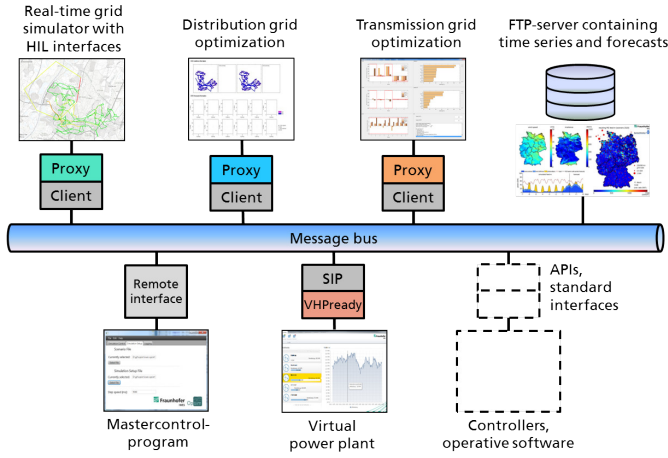 Real-time grid
simulator with
HIL interfaces
Distribution grid
optimization
Transmission grid
optimization
FTP-server containing
time series and forecasts
Proxy
Client
Proxy
Client
Proxy
Client
Message bus
Remote
interface
SIP
VHPready
APIs,
standard
interfaces
Fraunhofer
Mastercontrol-
program
Virtual
power plant
Controllers,
operative software